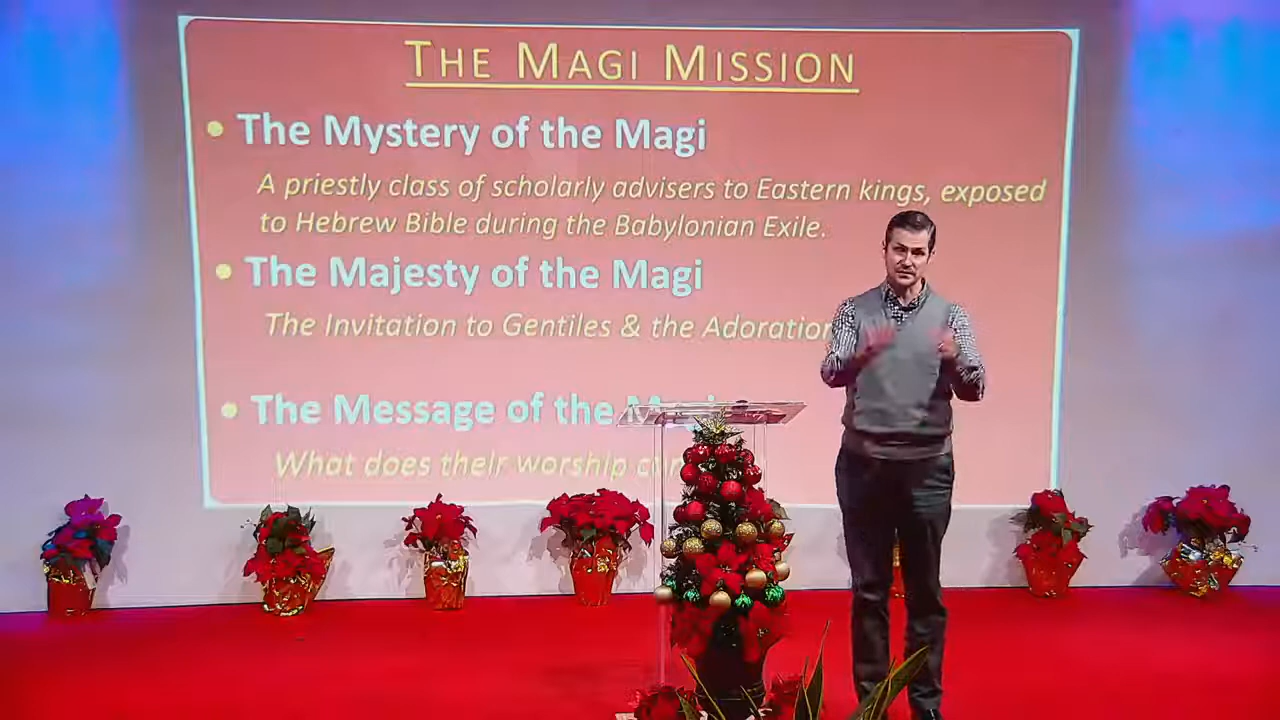 THE MAGI MISSION
• The Mystery of the Magi
A priestly class of scholarly advisers to Eastern kings, exposed
to Hebrew Bible during the Babylonian Exile.
• The Majesty of the Magi
The Invitation to Gentiles & the Adoration
• The Message of the Magi
What does their worship